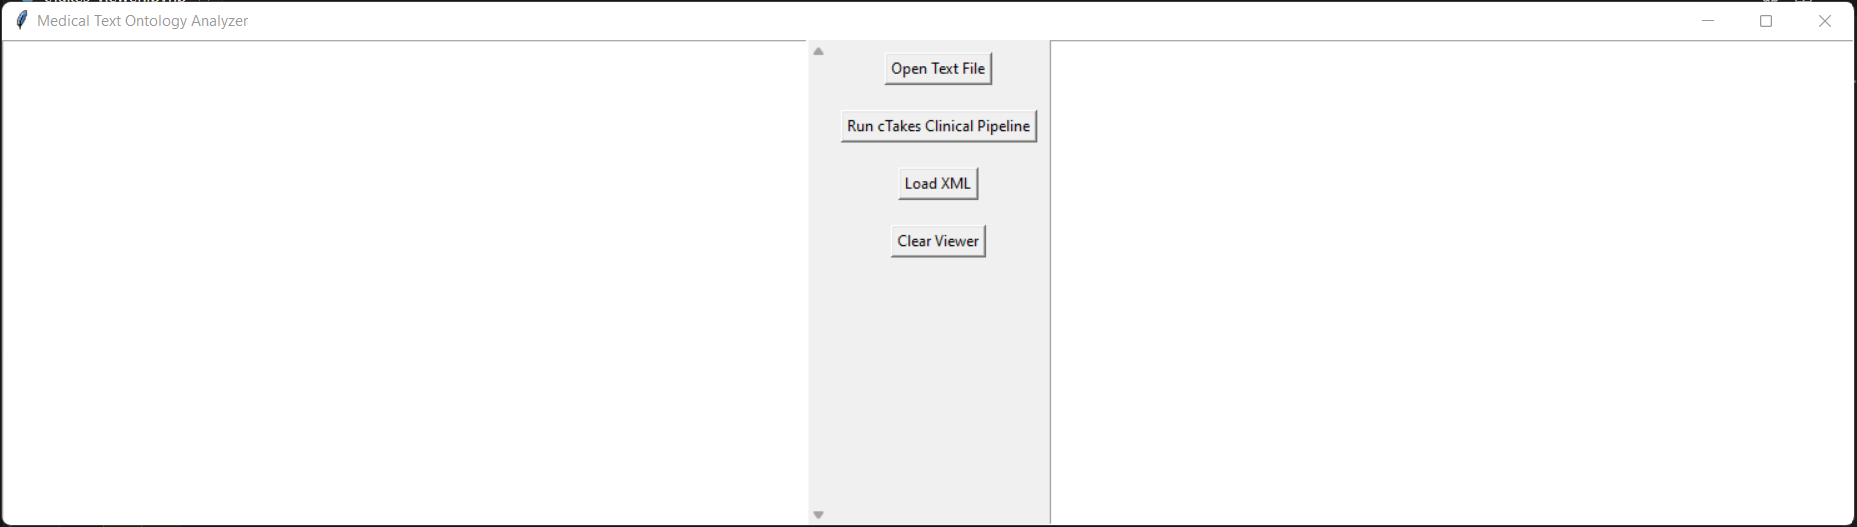 Medical Text Ontology Analyzer
Open Text File
Run cTakes Clinical Pipeline
Load XML
Clear Viewer